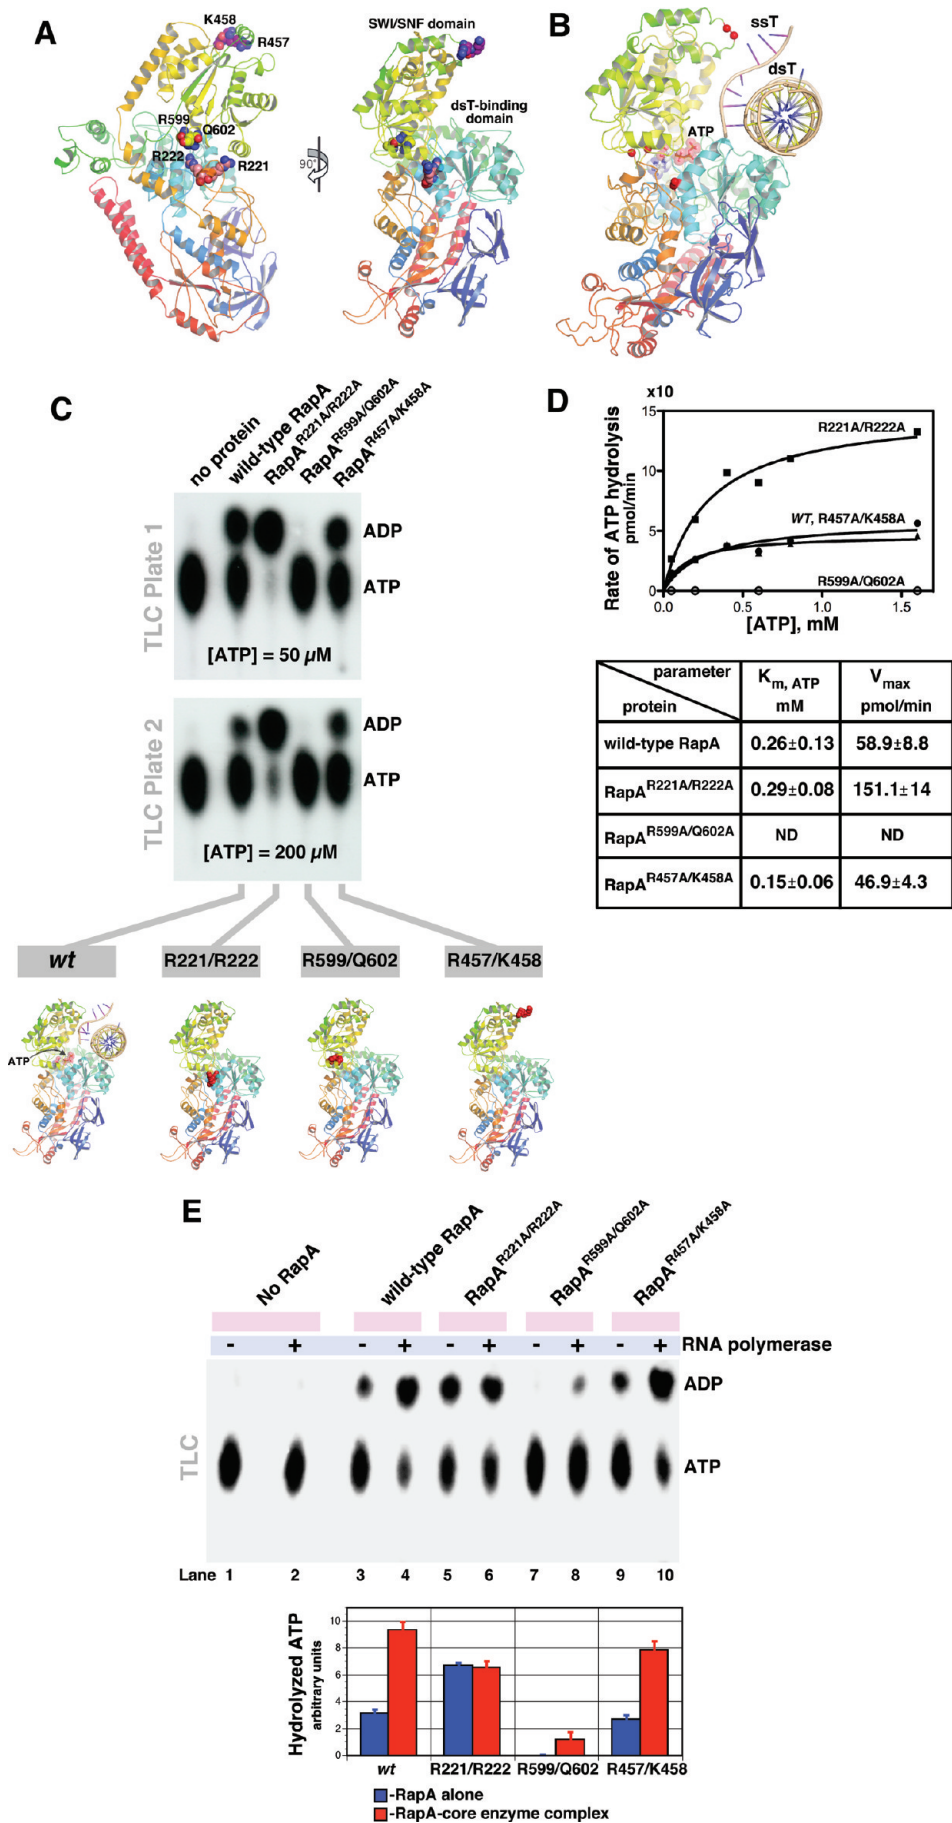 A
K458
R457
R599
Q602
R222
R221
90°
SWI/SNF domain
dsT-binding
domain
B
ssT
dsT
ATP
C
no protein
wild-type RapA
RapA R221A/R222A
RapA R599A/Q602A
RapA R457A/K458A
TLC Plate 1
ADP
ATP
[ATP] = 50 µM
TLC Plate 2
ADP
ATP
[ATP] = 200 µM
wt
R221/R222
R599/Q602
R457/K458
ATP
D
x10
Rate of ATP hydrolysis
pmol/min
15
10
5
0
0.0 0.5 1.0 1.5
[ATP], mM
R221A/R222A
WT, R457A/K458A
R599A/Q602A
parameter
protein
Km, ATP
mM
Vmax
pmol/min
wild-type RapA 0.26±0.13 58.9±8.8
RapA R221A/R222A 0.29±0.08 151.1±14
RapA R599A/Q602A ND ND
RapA R457A/K458A 0.15±0.06 46.9±4.3
E
No RapA
wild-type RapA
RapA R221A/R222A
RapA R599A/Q602A
RapA R457A/K458A
- + - + - + - + - + RNA polymerase
TLC
ADP
ATP
Lane 1 2 3 4 5 6 7 8 9 10
Hydrolyzed ATP
arbitrary units
10
8
6
4
2
0
wt R221/R222 R599/Q602 R457/K458
-RapA alone
-RapA-core enzyme complex